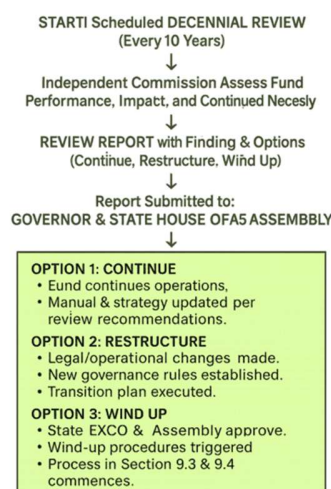 STARTI Scheduled DECENNIAL REVIEW
(Every 10 Years)
Independent Commission Assess Fund
Performance, Impact, and Continued Necesly
REVIEW REPORT with Finding & Options
(Continue, Restructure, Wind Up)
Report Submitted to:
GOVERNOR & STATE HOUSE OFA5 ASSEMBBLY
OPTION 1: CONTINUE
• Eund continues operations,
• Manual & strategy updated per
review recommendations.
OPTION 2: RESTRUCTURE
• Legal/operational changes made.
• New governance rules established.
• Transition plan executed.
OPTION 3: WIND UP
• State EXCO & Assembly approve.
• Wind-up procedures triggered
• Process in Section 9.3 & 9.4
commences.